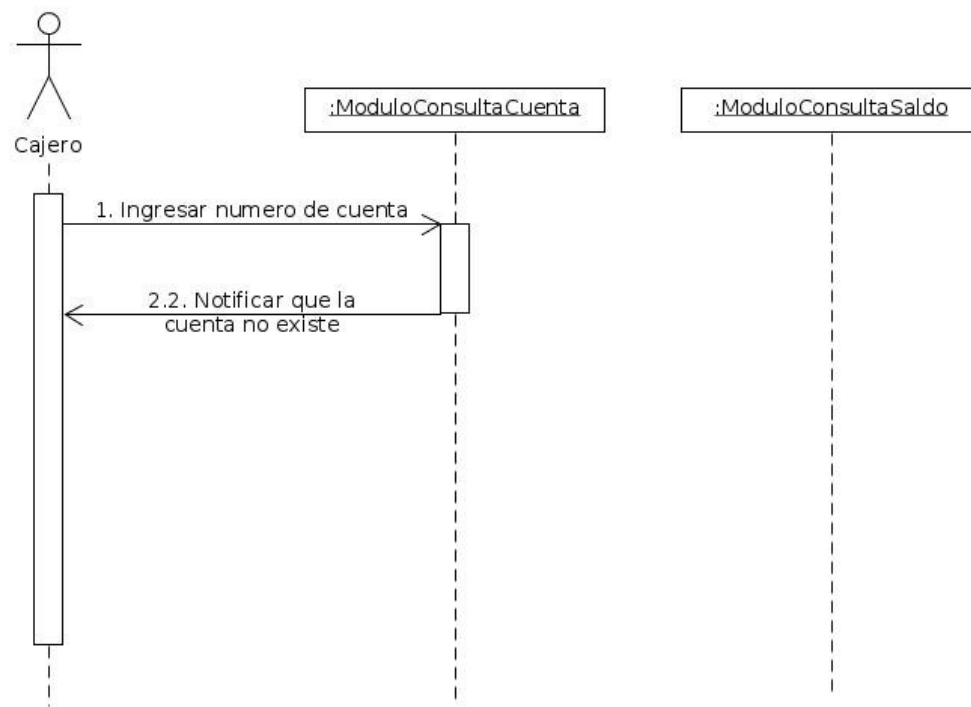 Cajero
:ModuloConsultaCuenta
:ModuloConsultaSaldo
1. Ingresar numero de cuenta
2.2. Notificar que la
cuenta no existe